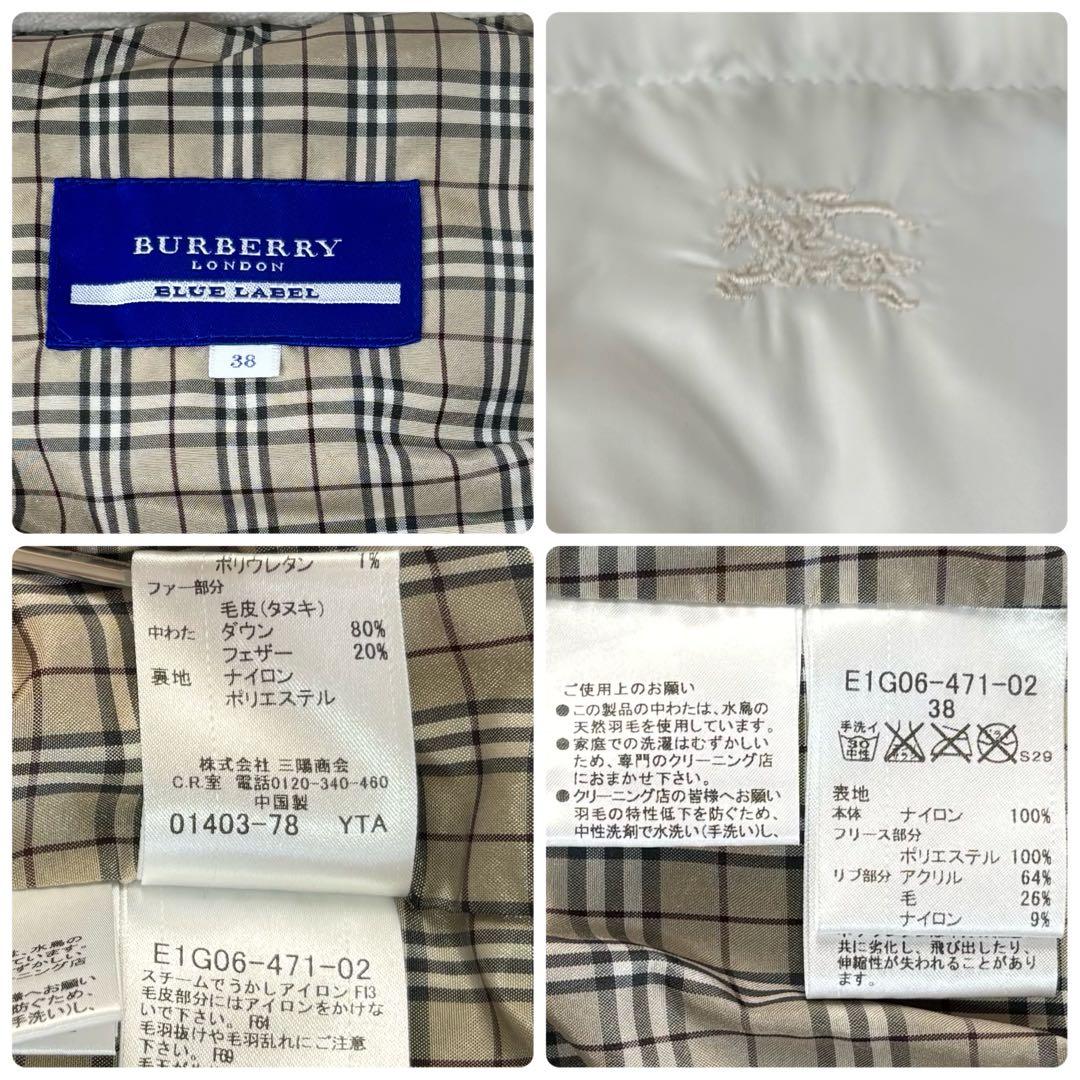 BURBERRY
LONDON
BLUE LABEL
38
ポリウレタン 1%
ファー部分
毛皮(タヌキ)
中わた ダウン 80%
フェザー 20%
裏地 ナイロン
ポリエステル
株式会社 三陽商会
C.R.室 電話0120-340-460
中国製
01403-78 YTA
E1G06-471-02
スチームでうかしアイロン F13
毛皮部分にはアイロンをかけな
いで下さい。 F64
毛羽抜けや毛羽乱れにご注意
下さい。 F69
ご使用上のお願い
●この製品の中わたは、水鳥の
天然羽毛を使用しています。
●家庭での洗濯はむずかしい
ため、専門のクリーニング店
におまかせ下さい。
●クリーニング店の皆様へお願い
羽毛の特性低下を防ぐため、
中性洗剤で水洗い(手洗い)し、
E1G06-471-02
38
手洗イ
30
中性
S29
表地
本体 ナイロン 100%
フリース部分
ポリエステル 100%
リブ部分 アクリル 64%
毛 26%
ナイロン 9%
共に劣化し、飛び出したり、
伸縮性が失われることがあり
ます。